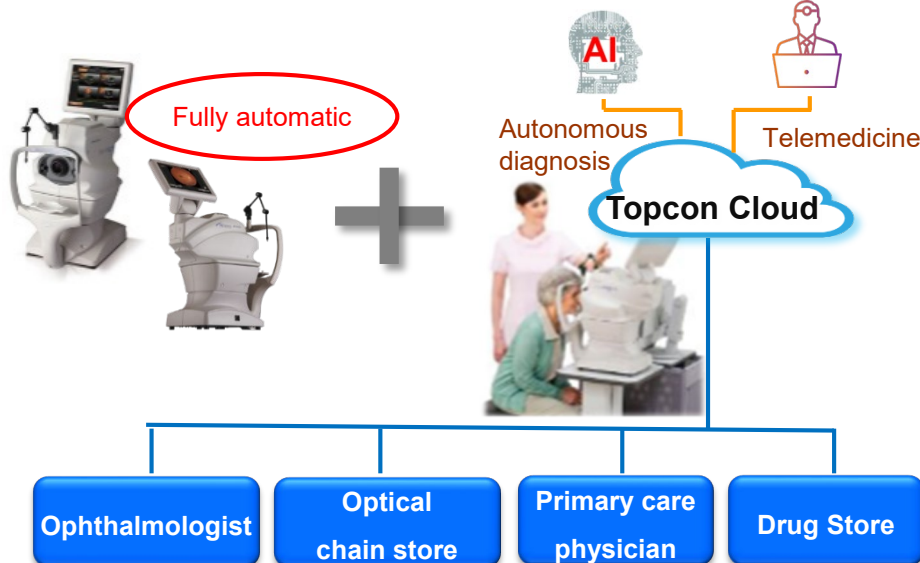 Fully automatic
AI
Autonomous
diagnosis
Telemedicine
Topcon Cloud
Ophthalmologist
Optical
chain store
Primary care
physician
Drug Store